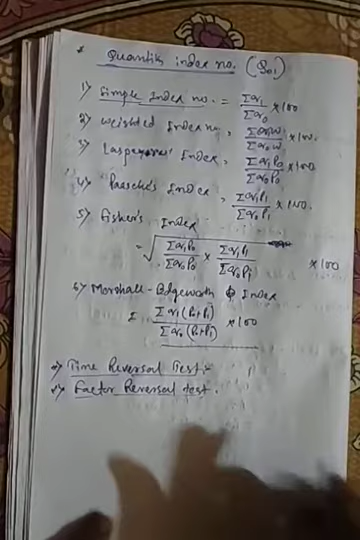 * Quantity index no. (Q01)
1) Simple Index no. = Σq1 / Σq0 × 100
2) Weighted Index no. = Σq1w / Σq0w × 100.
3) Laspeyres' Index, = Σq1P0 / Σq0P0 × 100
4) Paasche's Index, = Σq1P1 / Σq0P1 × 100.
5) Fisher's Index
= √ Σq1P0 / Σq0P0 × Σq1P1 / Σq0P1 × 100
6) Marshall-Edgeworth Index
= Σq1(P0+P1) / Σq0(P0+P1) × 100
Time Reversal Test :-
Factor Reversal test.